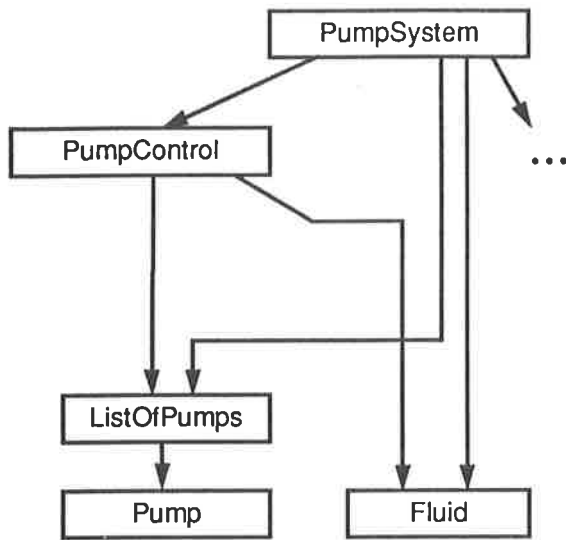 PumpSystem
PumpControl
...
ListOfPumps
Pump
Fluid